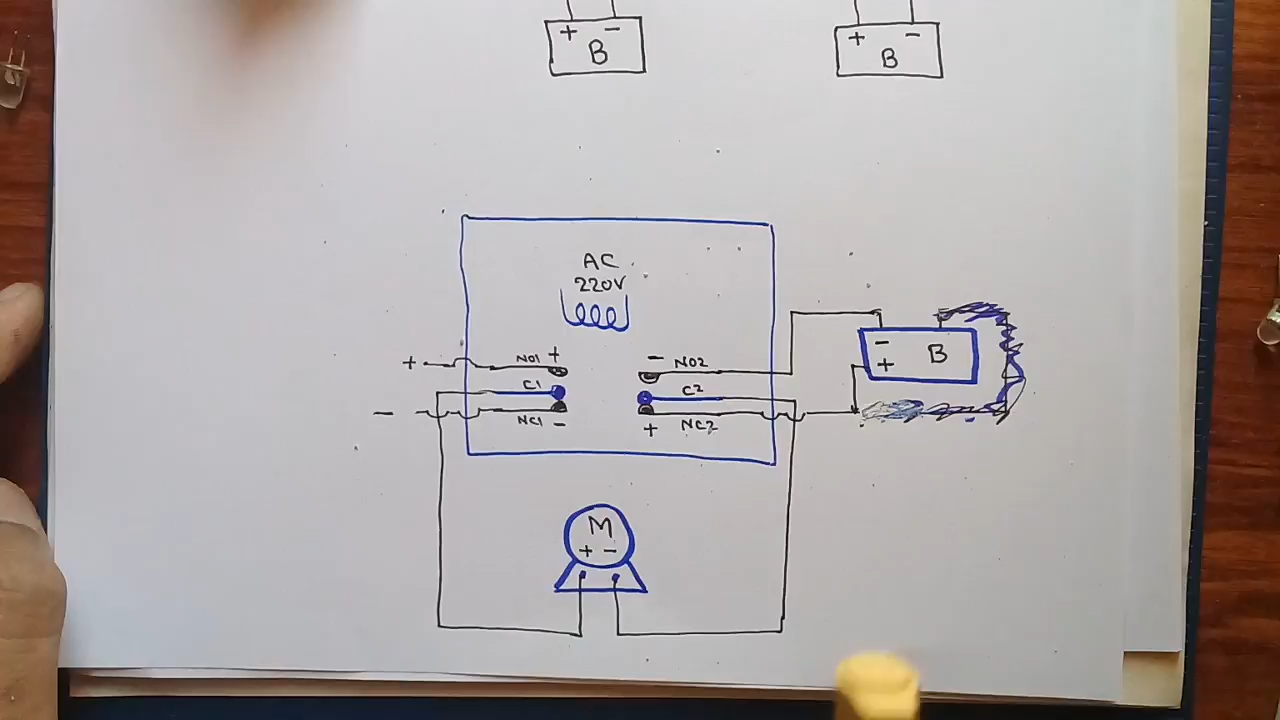 + − B
+ − B
AC
220V
+ NO1 + − NO2
C1 C2
− NC1 − + NC2
− B
+
M
+ −